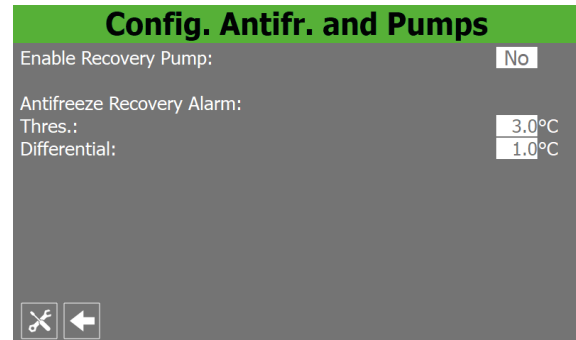 Config. Antifr. and Pumps
Enable Recovery Pump: No
Antifreeze Recovery Alarm:
Thres.: 3.0°C
Differential: 1.0°C